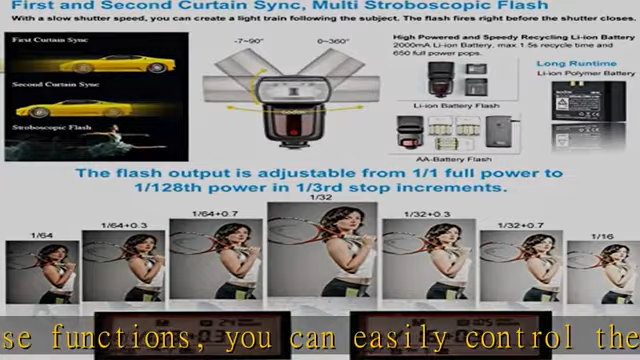 First and Second Curtain Sync, Multi Stroboscopic Flash
With a slow shutter speed, you can create a light train following the subject. The flash fires right before the shutter closes.
First Curtain Sync
Second Curtain Sync
Stroboscopic Flash
-7~90°
0~360°
High Powered and Speedy Recycling Li-ion Battery
2000mA Li-ion Battery, max 1.5s recycle time and
650 full power pops.
Li-ion Battery Flash
AA-Battery Flash
Long Runtime
Li-ion Polymer Battery
The flash output is adjustable from 1/1 full power to
1/128th power in 1/3rd stop increments.
1/64
1/64+0.3
1/64+0.7
1/32
1/32+0.3
1/32+0.7
1/16
se functions, you can easily control the